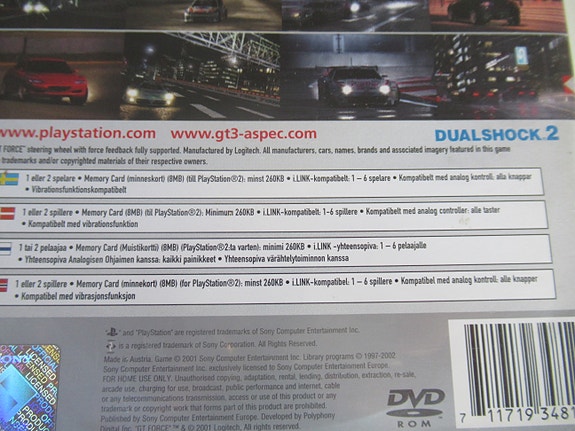 www.playstation.com www.gt3-aspec.com DUALSHOCK 2
T FORCE" steering wheel with force feedback fully supported. Manufactured by Logitech. All manufacturers, cars, names, brands and associated imagery featured in this game
trademarks and/or copyrighted materials of their respective owners.
1 eller 2 spelare • Memory Card (minneskort) (8MB) (till PlayStation®2): minst 260KB • i.LINK-kompatibelt: 1 – 6 spelare • Kompatibelt med analog kontroll: alla knappar
• Vibrationsfunktionskompatibelt
1 eller 2 spillere • Memory Card (8MB) (til PlayStation®2): Minimum 260KB • i.LINK-kompatibelt: 1-6 spillere • Kompatibelt med analog controller: alle taster
• Kompatibelt med vibrationsfunktion
1 tai 2 pelaajaa • Memory Card (Muistikortti) (8MB) (PlayStation®2:ta varten): minimi 260KB • i.LINK -yhteensopiva: 1 – 6 pelaajalle
• Yhteensopiva Analogisen Ohjaimen kanssa: kaikki painikkeet • Yhteensopiva värähtelytoiminnon kanssa
1 eller 2 spillere • Memory Card (minnekort) (8MB) (for PlayStation®2): minst 260KB • i.LINK-kompatibel: 1 – 6 spillere • Kompatibel med analog kontroll: alle knapper
• Kompatibel med vibrasjonsfunksjon
" and "PlayStation" are registered trademarks of Sony Computer Entertainment Inc.
is a registered trademark of Sony Corporation. All Rights Reserved.
Made in Austria. Game © 2001 Sony Computer Entertainment Inc. Library programs © 1997-2002
Sony Computer Entertainment Inc. exclusively licensed to Sony Computer Entertainment Europe.
FOR HOME USE ONLY. Unauthorised copying, adaptation, rental, lending, distribution, extraction, re-sale,
arcade use, charging for use, broadcast, public performance and internet, cable
or any telecommunications transmission, access or use of this product or any
trademark or copyright work that forms part of this product are prohibited.
Published by Sony Computer Entertainment Europe. Developed by Polyphony
Digital Inc. "GT FORCE"™ & © 2001 Logitech. All rights reserved.
DVD
ROM
7 11719 3481